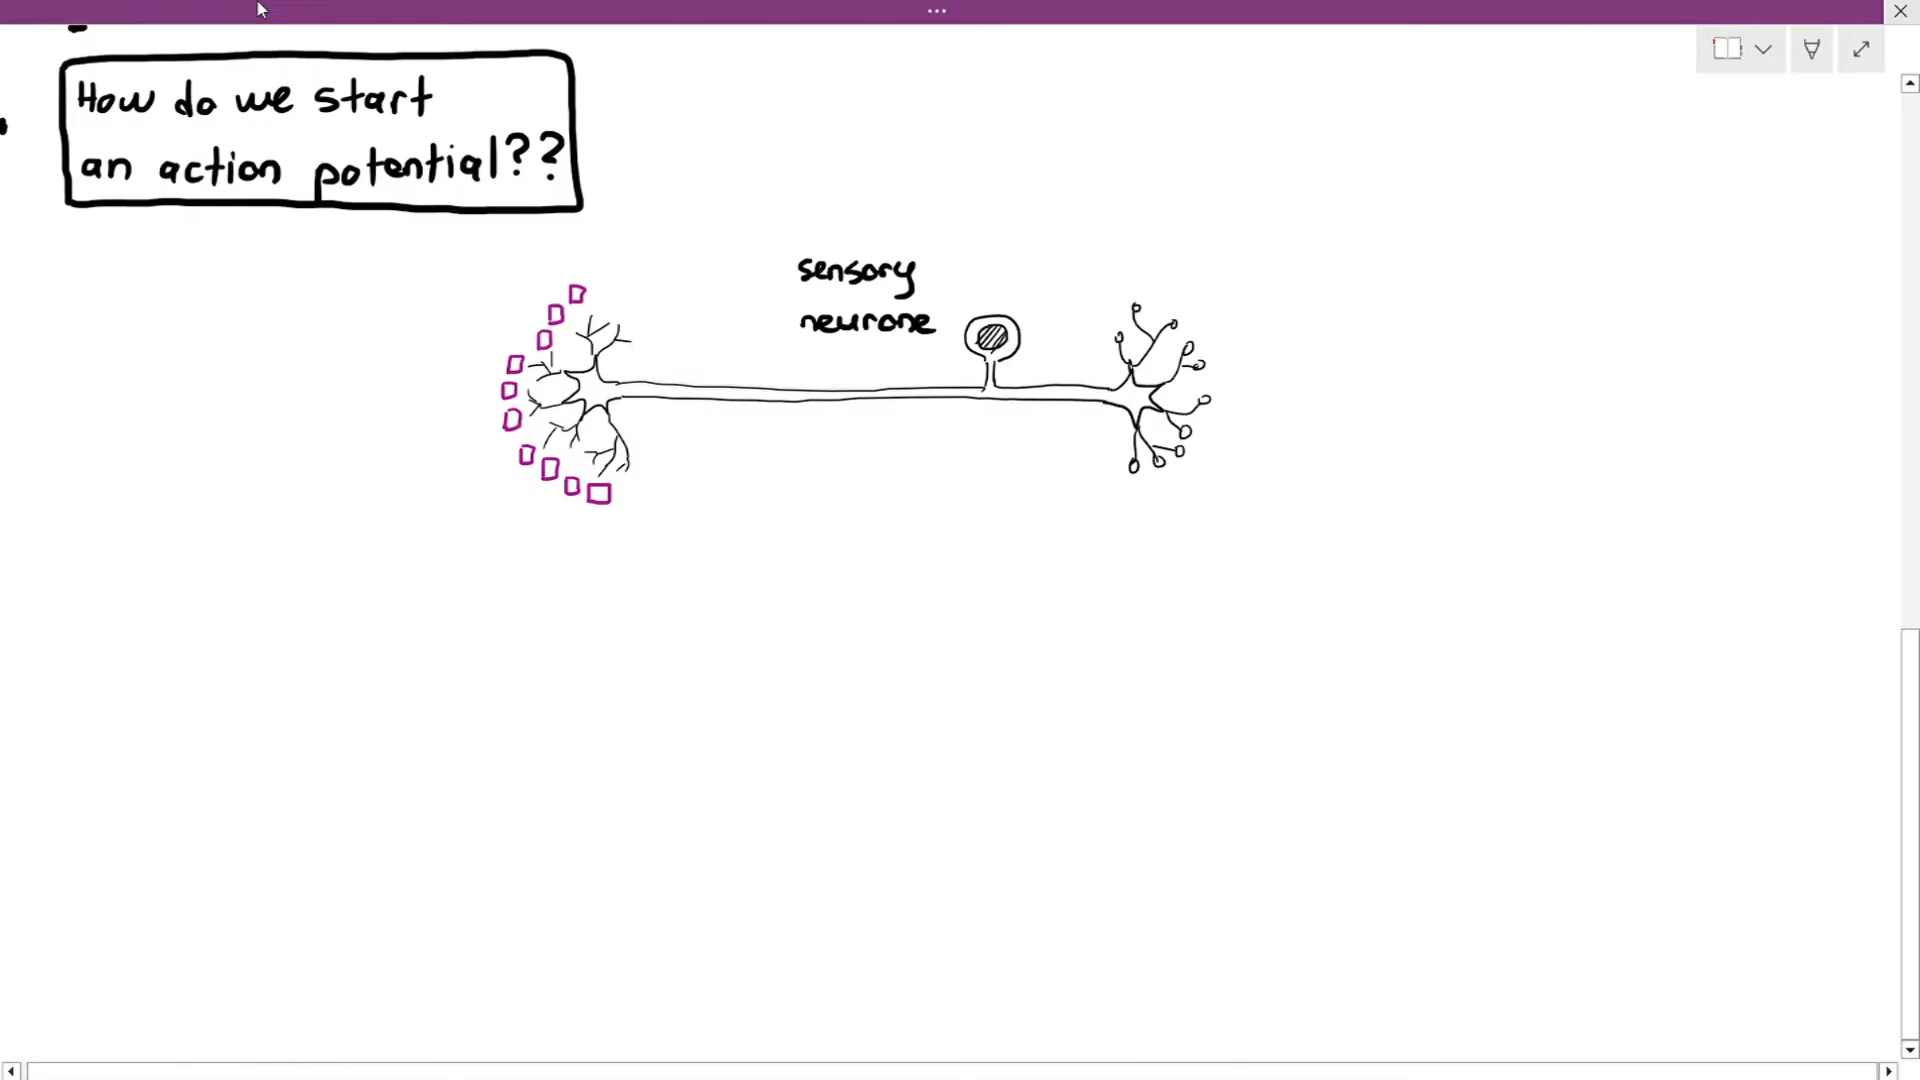 How do we start
an action potential??
sensory
neurone